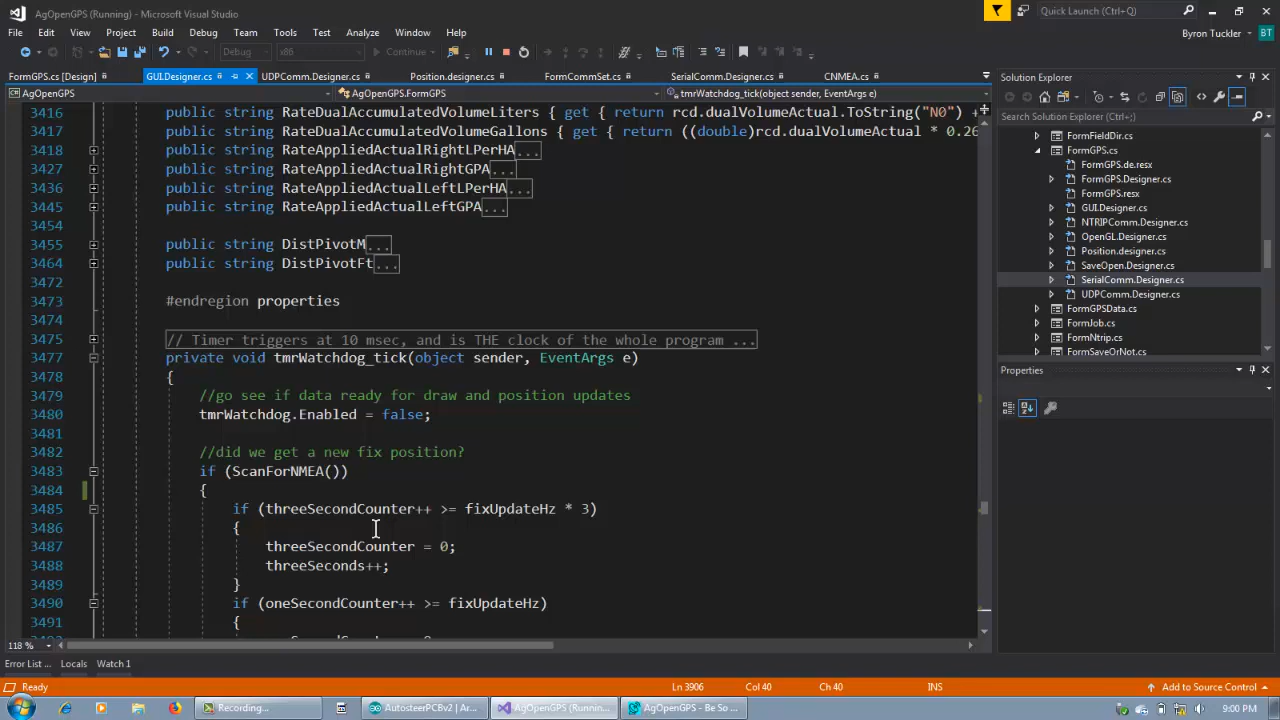 AgOpenGPS (Running) - Microsoft Visual Studio
Quick Launch (Ctrl+Q)
File Edit View Project Build Debug Team Tools Test Analyze Window Help
Byron Tuckler BT
Debug x86 Continue
FormGPS.cs [Design] GUI.Designer.cs UDPComm.Designer.cs Position.designer.cs FormCommSet.cs SerialComm.Designer.cs CNMEA.cs
AgOpenGPS AgOpenGPS.FormGPS tmrWatchdog_tick(object sender, EventArgs e)
3416 public string RateDualAccumulatedVolumeLiters { get { return rcd.dualVolumeActual.ToString("N0") +
3417 public string RateDualAccumulatedVolumeGallons { get { return ((double)rcd.dualVolumeActual * 0.26
3418 public string RateAppliedActualRightLPerHA...
3427 public string RateAppliedActualRightGPA...
3436 public string RateAppliedActualLeftLPerHA...
3445 public string RateAppliedActualLeftGPA...
3454
3455 public string DistPivotM...
3464 public string DistPivotFt...
3472
3473 #endregion properties
3474
3475 // Timer triggers at 10 msec, and is THE clock of the whole program ...
3477 private void tmrWatchdog_tick(object sender, EventArgs e)
3478 {
3479 //go see if data ready for draw and position updates
3480 tmrWatchdog.Enabled = false;
3481
3482 //did we get a new fix position?
3483 if (ScanForNMEA())
3484 {
3485 if (threeSecondCounter++ >= fixUpdateHz * 3)
3486 {
3487 threeSecondCounter = 0;
3488 threeSeconds++;
3489 }
3490 if (oneSecondCounter++ >= fixUpdateHz)
3491 {
118 %
Solution Explorer
Search Solution Explorer (Ctrl+;)
FormFieldDir.cs
FormGPS.cs
FormGPS.de.resx
FormGPS.Designer.cs
FormGPS.resx
GUI.Designer.cs
NTRIPComm.Designer.cs
OpenGL.Designer.cs
Position.designer.cs
SaveOpen.Designer.cs
SerialComm.Designer.cs
UDPComm.Designer.cs
FormGPSData.cs
FormJob.cs
FormNtrip.cs
FormSaveOrNot.cs
Properties
Error List ... Locals Watch 1
Ready Ln 3906 Col 40 Ch 40 INS Add to Source Control
Recording... AutosteerPCBv2 | Ar... AgOpenGPS (Runnin... AgOpenGPS - Be So ... 9:00 PM